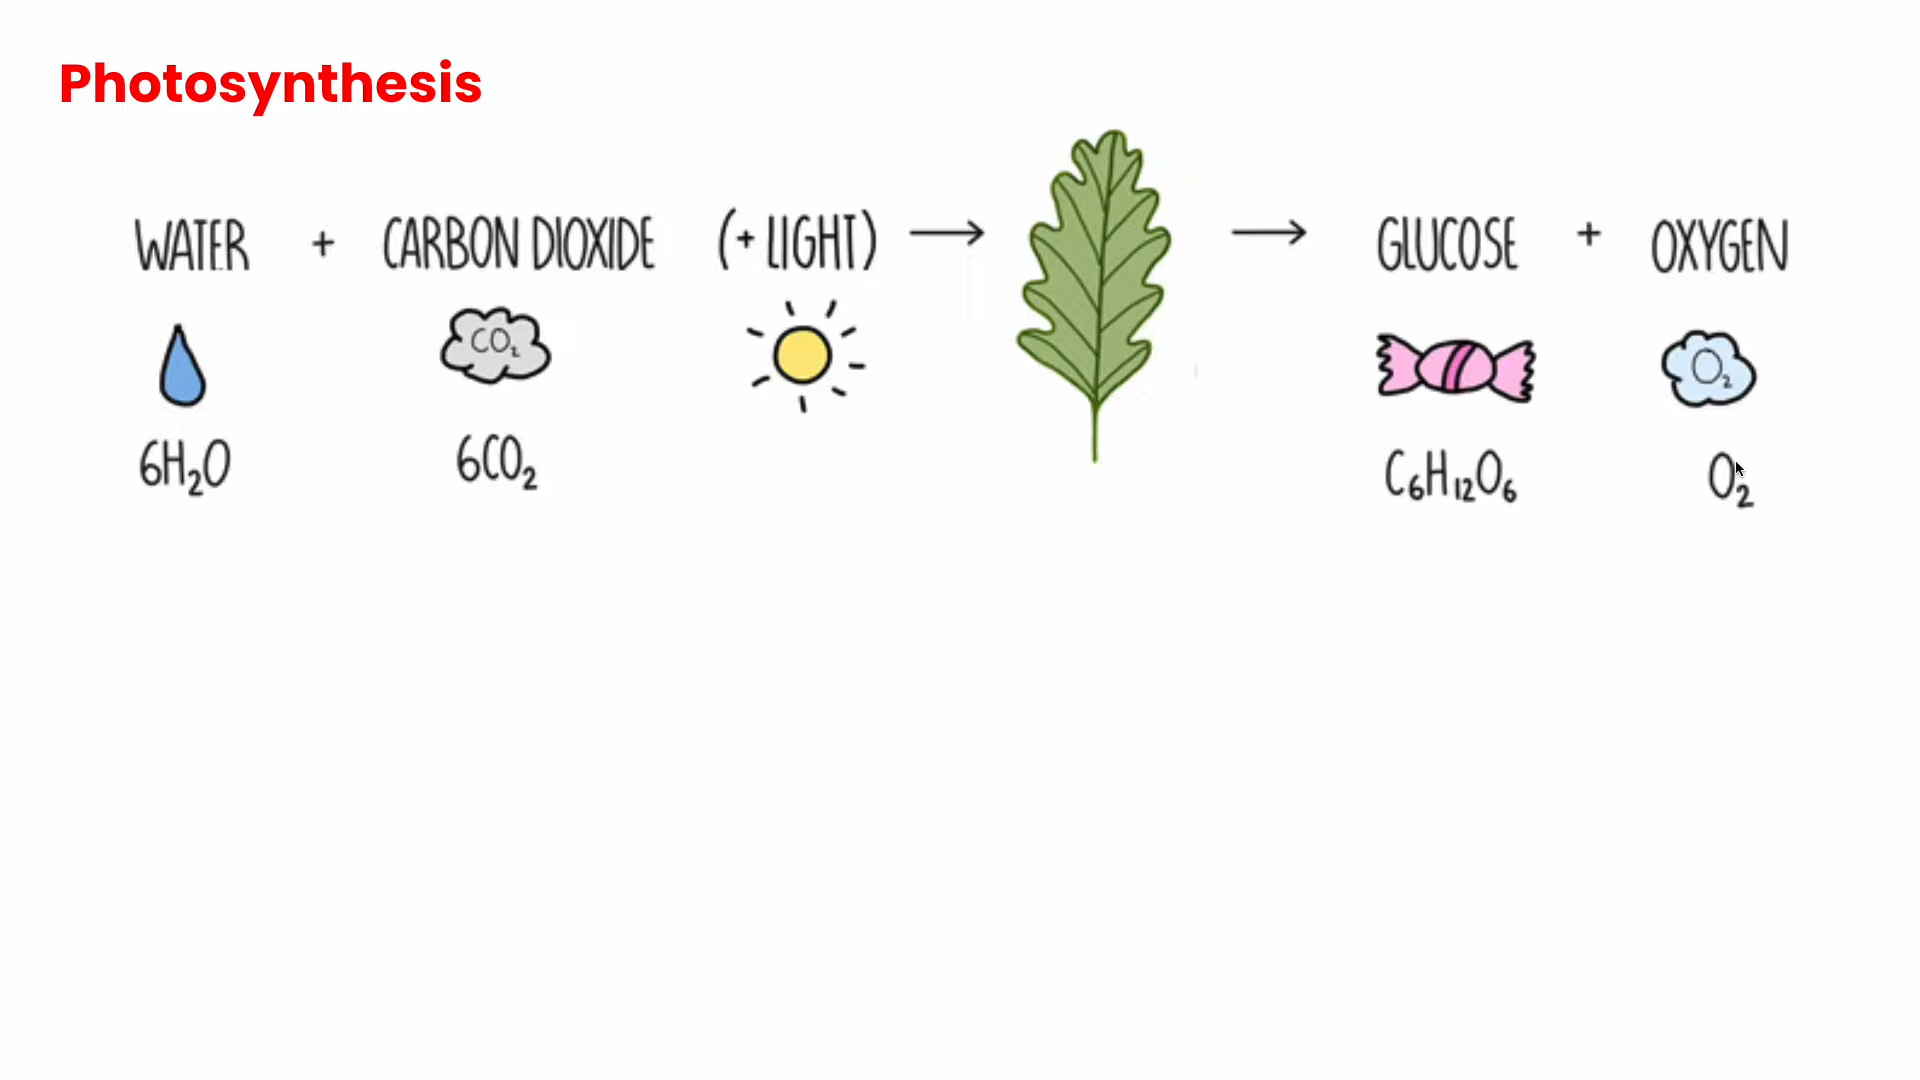 Photosynthesis
WATER + CARBON DIOXIDE (+ LIGHT) → → GLUCOSE + OXYGEN
CO₂ O₂
6H₂O 6CO₂ C₆H₁₂O₆ O₂